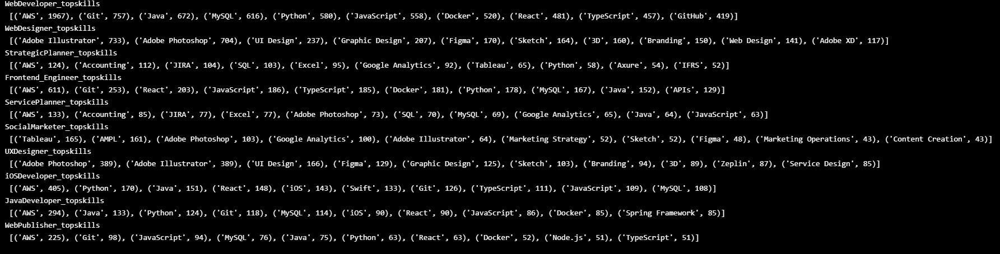 WebDeveloper_topskills
[('AWS', 1967), ('Git', 757), ('Java', 672), ('MySQL', 616), ('Python', 580), ('JavaScript', 558), ('Docker', 520), ('React', 481), ('TypeScript', 457), ('GitHub', 419)]
WebDesigner_topskills
[('Adobe Illustrator', 733), ('Adobe Photoshop', 704), ('UI Design', 237), ('Graphic Design', 207), ('Figma', 170), ('Sketch', 164), ('3D', 160), ('Branding', 150), ('Web Design', 141), ('Adobe XD', 117)]
StrategicPlanner_topskills
[('AWS', 124), ('Accounting', 112), ('JIRA', 104), ('SQL', 103), ('Excel', 95), ('Google Analytics', 92), ('Tableau', 65), ('Python', 58), ('Axure', 54), ('IFRS', 52)]
Frontend_Engineer_topskills
[('AWS', 611), ('Git', 253), ('React', 203), ('JavaScript', 186), ('TypeScript', 185), ('Docker', 181), ('Python', 178), ('MySQL', 167), ('Java', 152), ('APIs', 129)]
ServicePlanner_topskills
[('AWS', 133), ('Accounting', 85), ('JIRA', 77), ('Excel', 77), ('Adobe Photoshop', 73), ('SQL', 70), ('MySQL', 69), ('Google Analytics', 65), ('Java', 64), ('JavaScript', 63)]
SocialMarketer_topskills
[('Tableau', 165), ('AMPL', 161), ('Adobe Photoshop', 103), ('Google Analytics', 100), ('Adobe Illustrator', 64), ('Marketing Strategy', 52), ('Sketch', 52), ('Figma', 48), ('Marketing Operations', 43), ('Content Creation', 43)]
UXDesigner_topskills
[('Adobe Photoshop', 389), ('Adobe Illustrator', 389), ('UI Design', 166), ('Figma', 129), ('Graphic Design', 125), ('Sketch', 103), ('Branding', 94), ('3D', 89), ('Zeplin', 87), ('Service Design', 85)]
iOSDeveloper_topskills
[('AWS', 405), ('Python', 170), ('Java', 151), ('React', 148), ('iOS', 143), ('Swift', 133), ('Git', 126), ('TypeScript', 111), ('JavaScript', 109), ('MySQL', 108)]
JavaDeveloper_topskills
[('AWS', 294), ('Java', 133), ('Python', 124), ('Git', 118), ('MySQL', 114), ('iOS', 90), ('React', 90), ('JavaScript', 86), ('Docker', 85), ('Spring Framework', 85)]
WebPublisher_topskills
[('AWS', 225), ('Git', 98), ('JavaScript', 94), ('MySQL', 76), ('Java', 75), ('Python', 63), ('React', 63), ('Docker', 52), ('Node.js', 51), ('TypeScript', 51)]